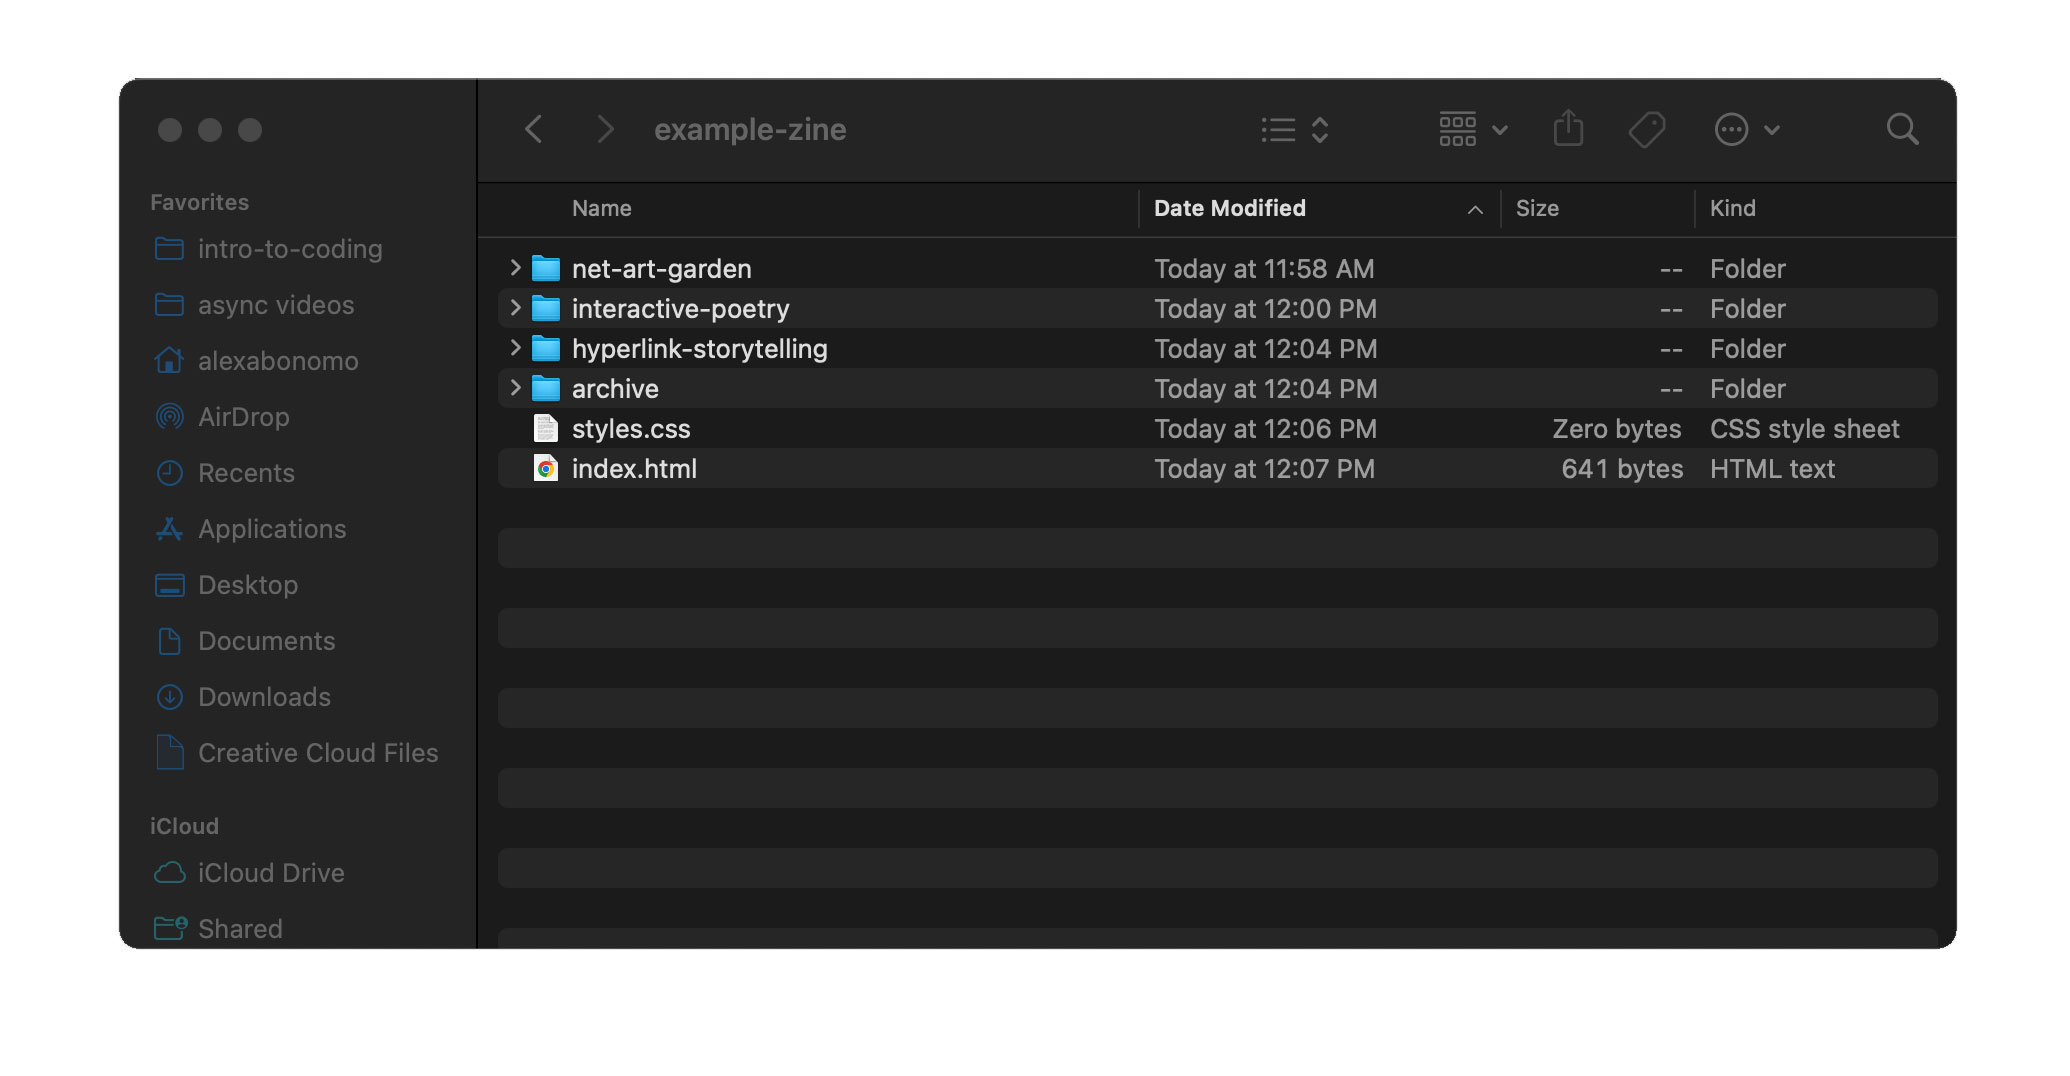 example-zine
Favorites
intro-to-coding
async videos
alexabonomo
AirDrop
Recents
Applications
Desktop
Documents
Downloads
Creative Cloud Files
iCloud
iCloud Drive
Shared
Name Date Modified Size Kind
net-art-garden Today at 11:58 AM -- Folder
interactive-poetry Today at 12:00 PM -- Folder
hyperlink-storytelling Today at 12:04 PM -- Folder
archive Today at 12:04 PM -- Folder
styles.css Today at 12:06 PM Zero bytes CSS style sheet
index.html Today at 12:07 PM 641 bytes HTML text